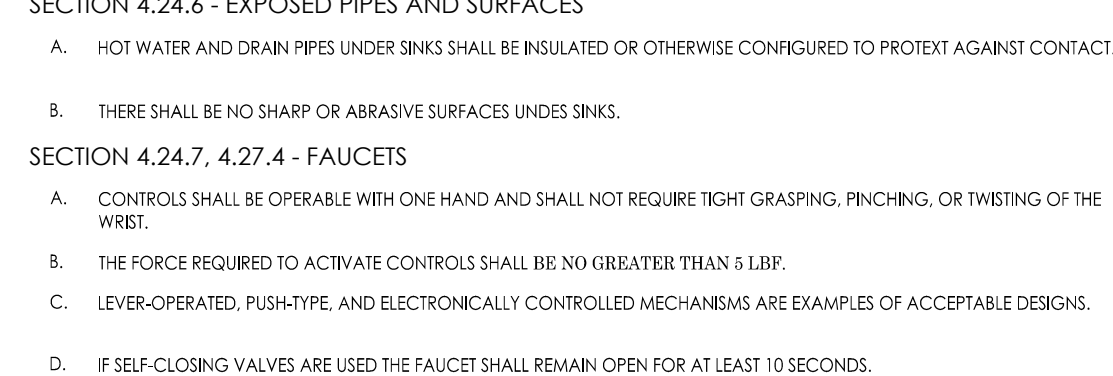 SECTION 4.24.6 - EXPOSED PIPES AND SURFACES
A. HOT WATER AND DRAIN PIPES UNDER SINKS SHALL BE INSULATED OR OTHERWISE CONFIGURED TO PROTEXT AGAINST CONTACT.
B. THERE SHALL BE NO SHARP OR ABRASIVE SURFACES UNDES SINKS.
SECTION 4.24.7, 4.27.4 - FAUCETS
A. CONTROLS SHALL BE OPERABLE WITH ONE HAND AND SHALL NOT REQUIRE TIGHT GRASPING, PINCHING, OR TWISTING OF THE
WRIST.
B. THE FORCE REQUIRED TO ACTIVATE CONTROLS SHALL BE NO GREATER THAN 5 LBF.
C. LEVER-OPERATED, PUSH-TYPE, AND ELECTRONICALLY CONTROLLED MECHANISMS ARE EXAMPLES OF ACCEPTABLE DESIGNS.
D. IF SELF-CLOSING VALVES ARE USED THE FAUCET SHALL REMAIN OPEN FOR AT LEAST 10 SECONDS.